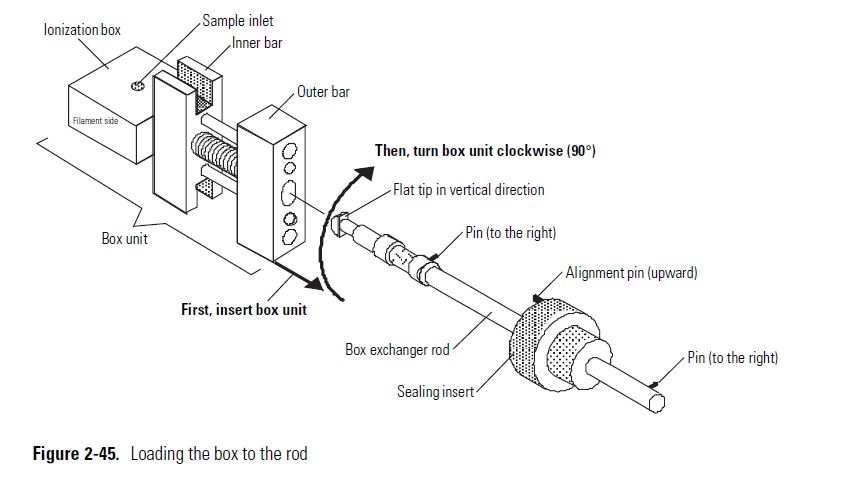 Sample inlet
Ionization box
Inner bar
Outer bar
Filament side
Then, turn box unit clockwise (90°)
Flat tip in vertical direction
Pin (to the right)
Box unit
Alignment pin (upward)
First, insert box unit
Box exchanger rod
Pin (to the right)
Sealing insert
Figure 2-45. Loading the box to the rod